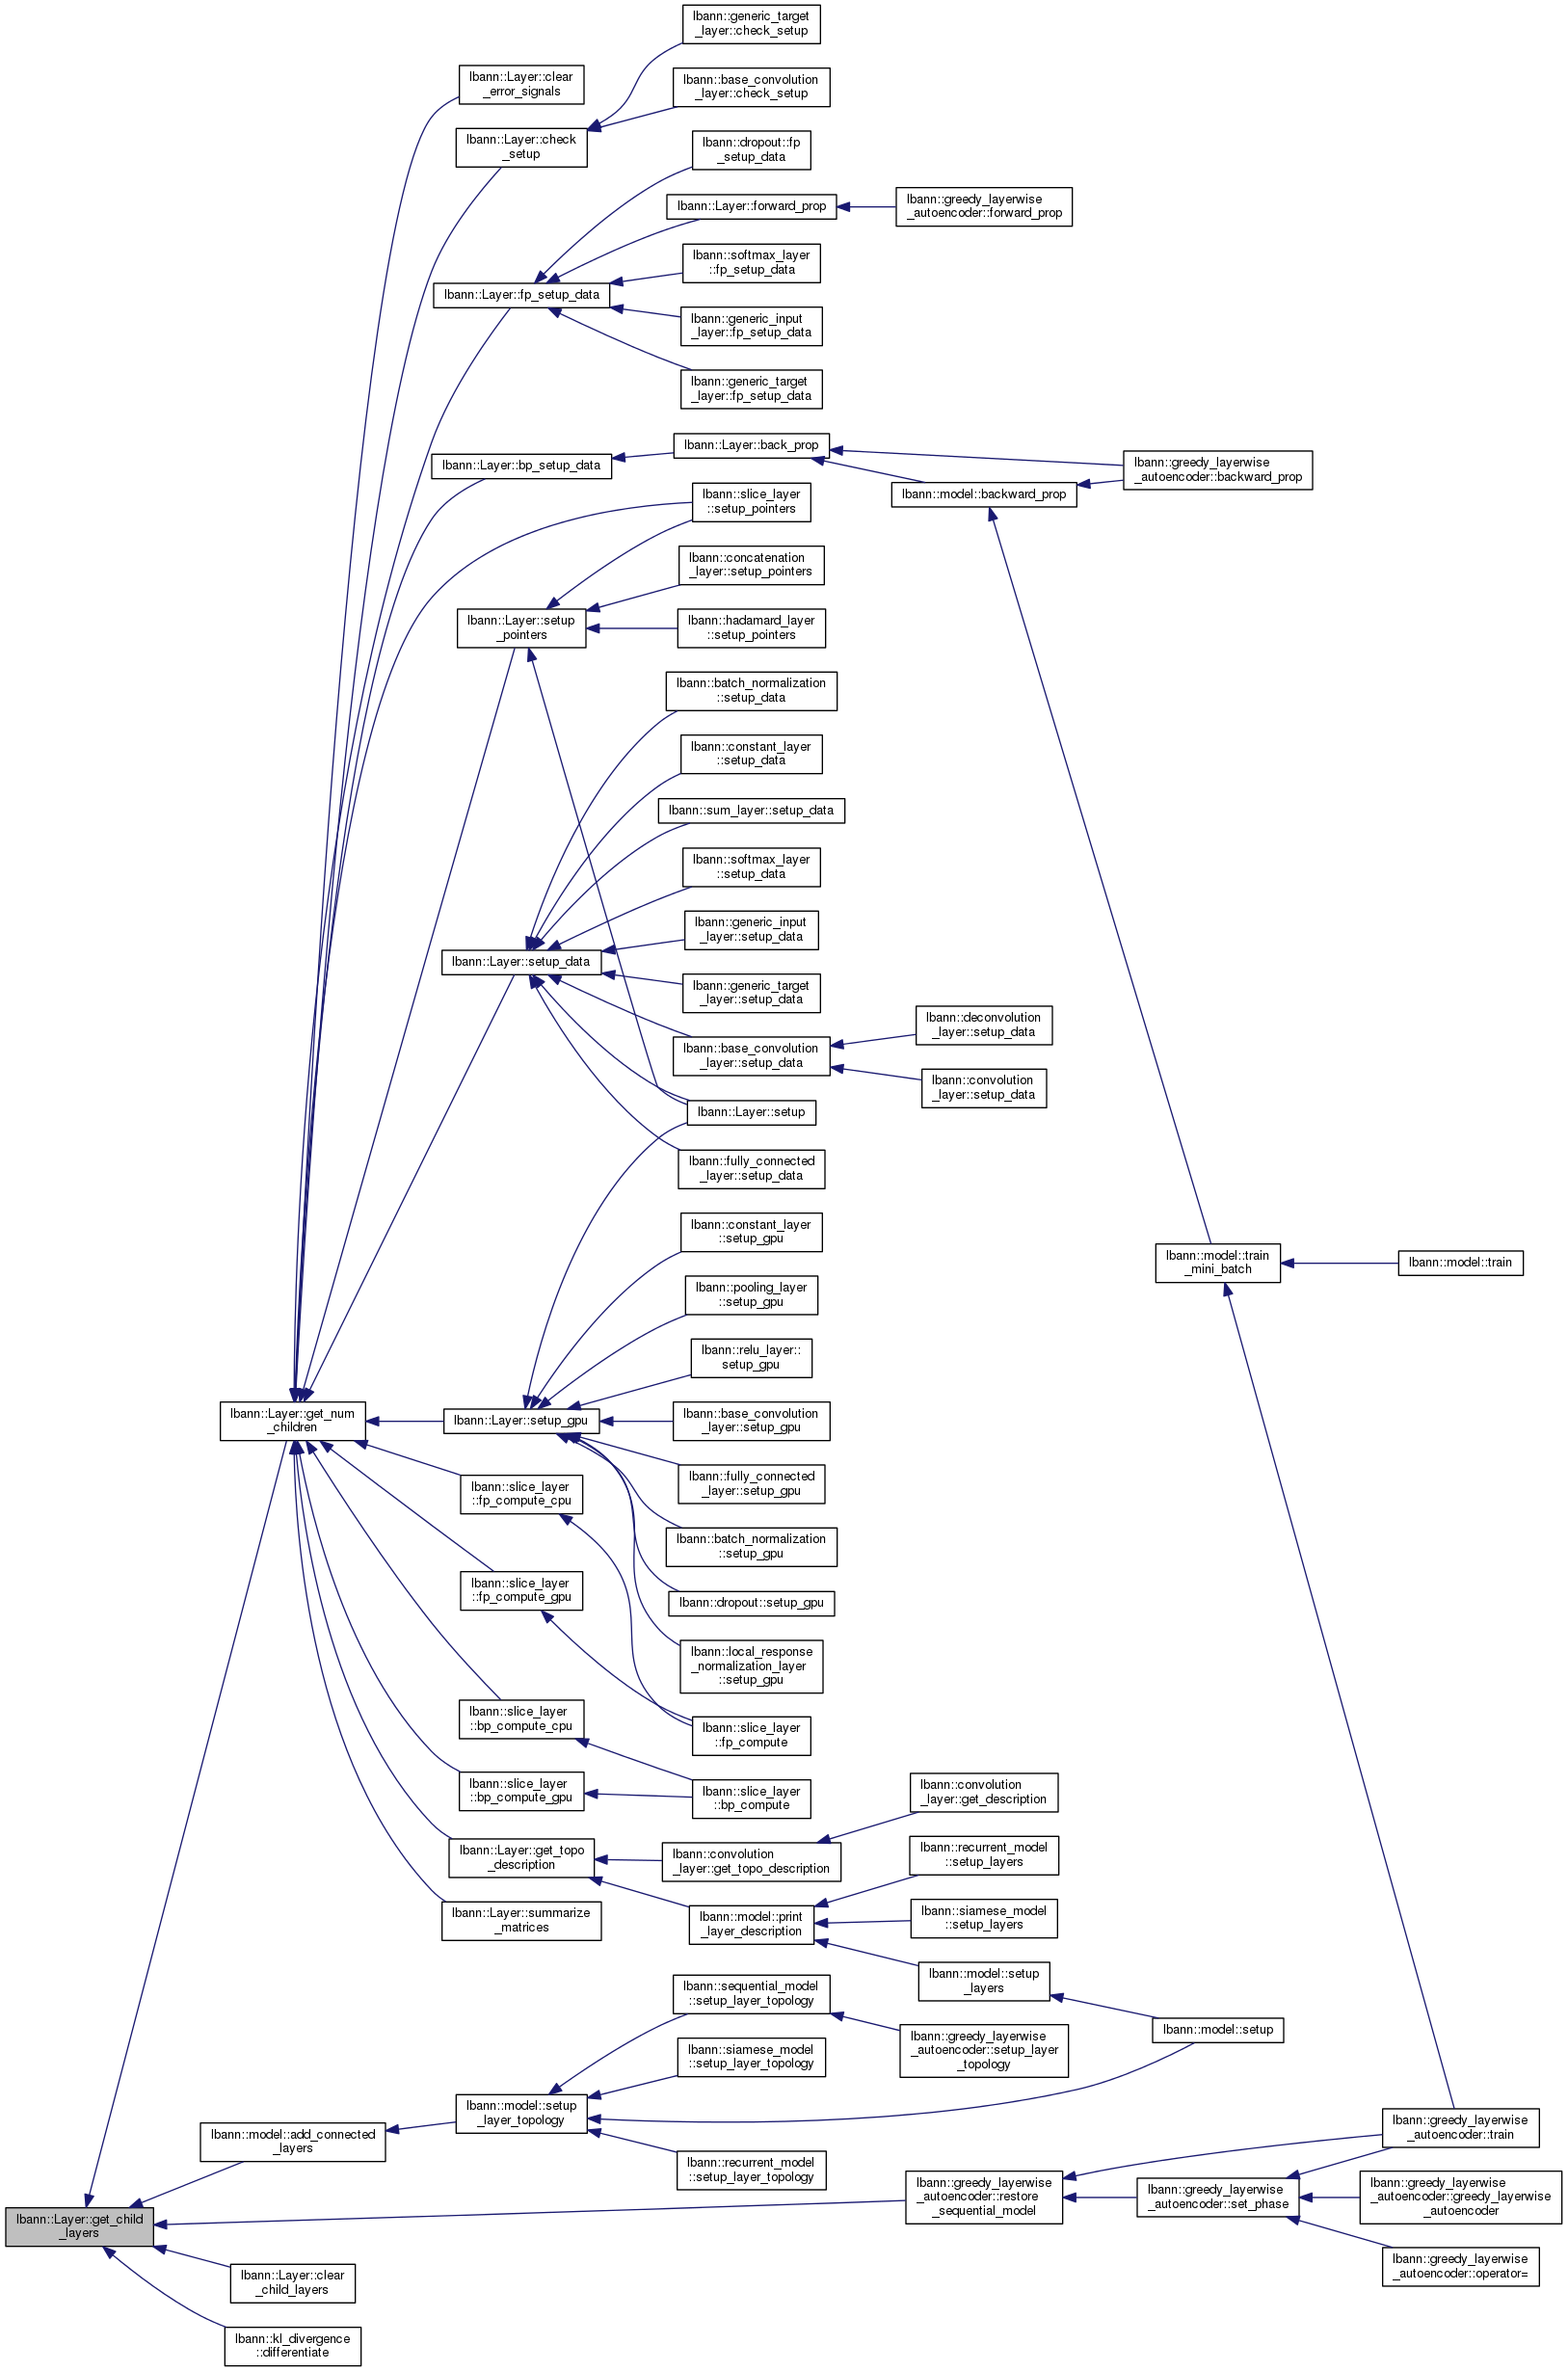 lbann::generic_target
_layer::check_setup
lbann::Layer::clear
_error_signals
lbann::base_convolution
_layer::check_setup
lbann::Layer::check
_setup
lbann::dropout::fp
_setup_data
lbann::Layer::forward_prop
lbann::greedy_layerwise
_autoencoder::forward_prop
lbann::softmax_layer
::fp_setup_data
lbann::Layer::fp_setup_data
lbann::generic_input
_layer::fp_setup_data
lbann::generic_target
_layer::fp_setup_data
lbann::Layer::back_prop
lbann::Layer::bp_setup_data
lbann::greedy_layerwise
_autoencoder::backward_prop
lbann::model::backward_prop
lbann::slice_layer
::setup_pointers
lbann::concatenation
_layer::setup_pointers
lbann::Layer::setup
_pointers
lbann::hadamard_layer
::setup_pointers
lbann::batch_normalization
::setup_data
lbann::constant_layer
::setup_data
lbann::sum_layer::setup_data
lbann::softmax_layer
::setup_data
lbann::generic_input
_layer::setup_data
lbann::Layer::setup_data
lbann::generic_target
_layer::setup_data
lbann::deconvolution
_layer::setup_data
lbann::base_convolution
_layer::setup_data
lbann::convolution
_layer::setup_data
lbann::Layer::setup
lbann::fully_connected
_layer::setup_data
lbann::constant_layer
::setup_gpu
lbann::model::train
_mini_batch
lbann::model::train
lbann::pooling_layer
::setup_gpu
lbann::relu_layer::
setup_gpu
lbann::Layer::get_num
_children
lbann::Layer::setup_gpu
lbann::base_convolution
_layer::setup_gpu
lbann::fully_connected
_layer::setup_gpu
lbann::slice_layer
::fp_compute_cpu
lbann::batch_normalization
::setup_gpu
lbann::slice_layer
::fp_compute_gpu
lbann::dropout::setup_gpu
lbann::local_response
_normalization_layer
::setup_gpu
lbann::slice_layer
::bp_compute_cpu
lbann::slice_layer
::fp_compute
lbann::slice_layer
::bp_compute_gpu
lbann::slice_layer
::bp_compute
lbann::convolution
_layer::get_description
lbann::Layer::get_topo
_description
lbann::convolution
_layer::get_topo_description
lbann::recurrent_model
::setup_layers
lbann::Layer::summarize
_matrices
lbann::model::print
_layer_description
lbann::siamese_model
::setup_layers
lbann::model::setup
_layers
lbann::sequential_model
::setup_layer_topology
lbann::model::setup
lbann::greedy_layerwise
_autoencoder::setup_layer
_topology
lbann::siamese_model
::setup_layer_topology
lbann::model::setup
_layer_topology
lbann::model::add_connected
_layers
lbann::greedy_layerwise
_autoencoder::train
lbann::recurrent_model
::setup_layer_topology
lbann::greedy_layerwise
_autoencoder::restore
_sequential_model
lbann::greedy_layerwise
_autoencoder::set_phase
lbann::greedy_layerwise
_autoencoder::greedy_layerwise
_autoencoder
lbann::Layer::get_child
_layers
lbann::greedy_layerwise
_autoencoder::operator=
lbann::Layer::clear
_child_layers
lbann::kl_divergence
::differentiate